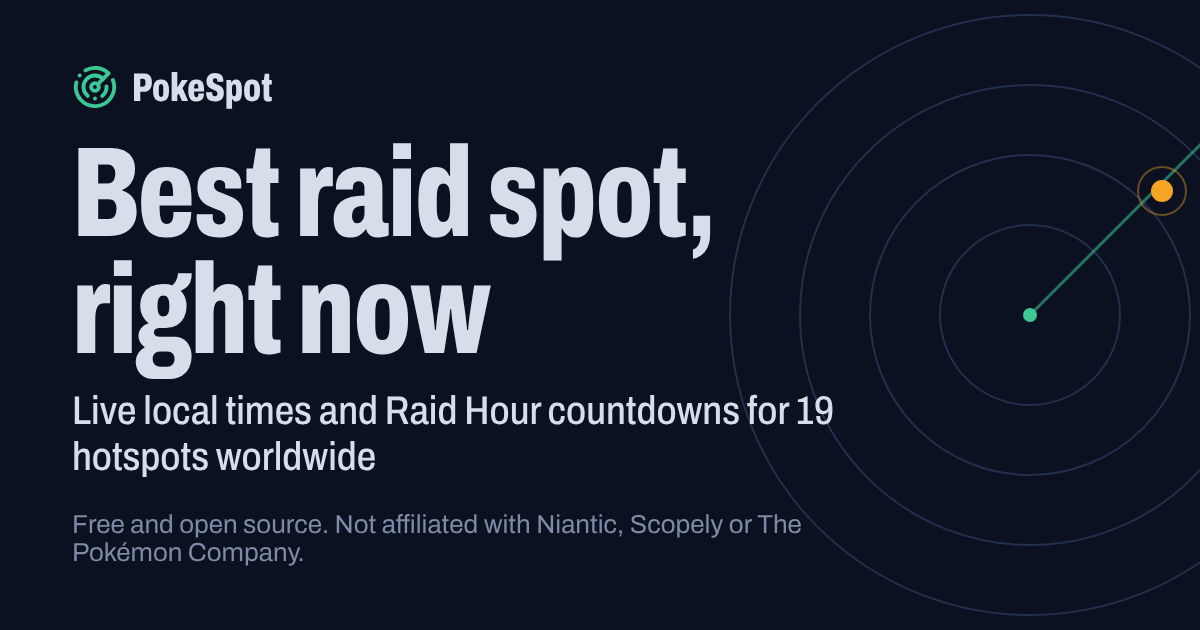 PokeSpot
Best raid spot,
right now
Live local times and Raid Hour countdowns for 19
hotspots worldwide
Free and open source. Not affiliated with Niantic, Scopely or The
Pokémon Company.